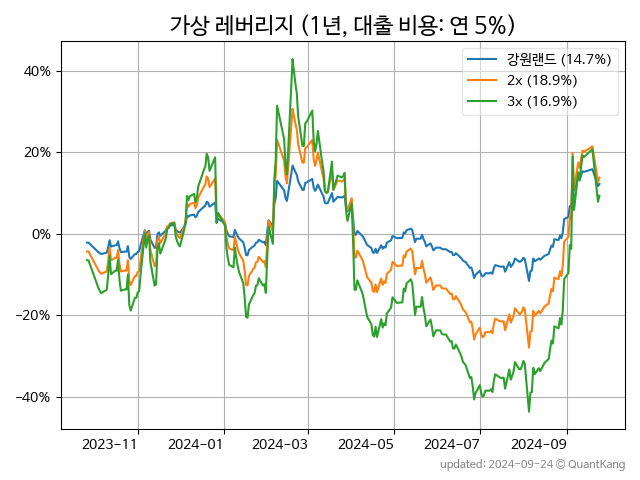 가상 레버리지 (1년, 대출 비용: 연 5%)
강원랜드 (14.7%)
2x (18.9%)
3x (16.9%)
40%
20%
0%
−20%
−40%
2023-11 2024-01 2024-03 2024-05 2024-07 2024-09
updated: 2024-09-24 © QuantKang